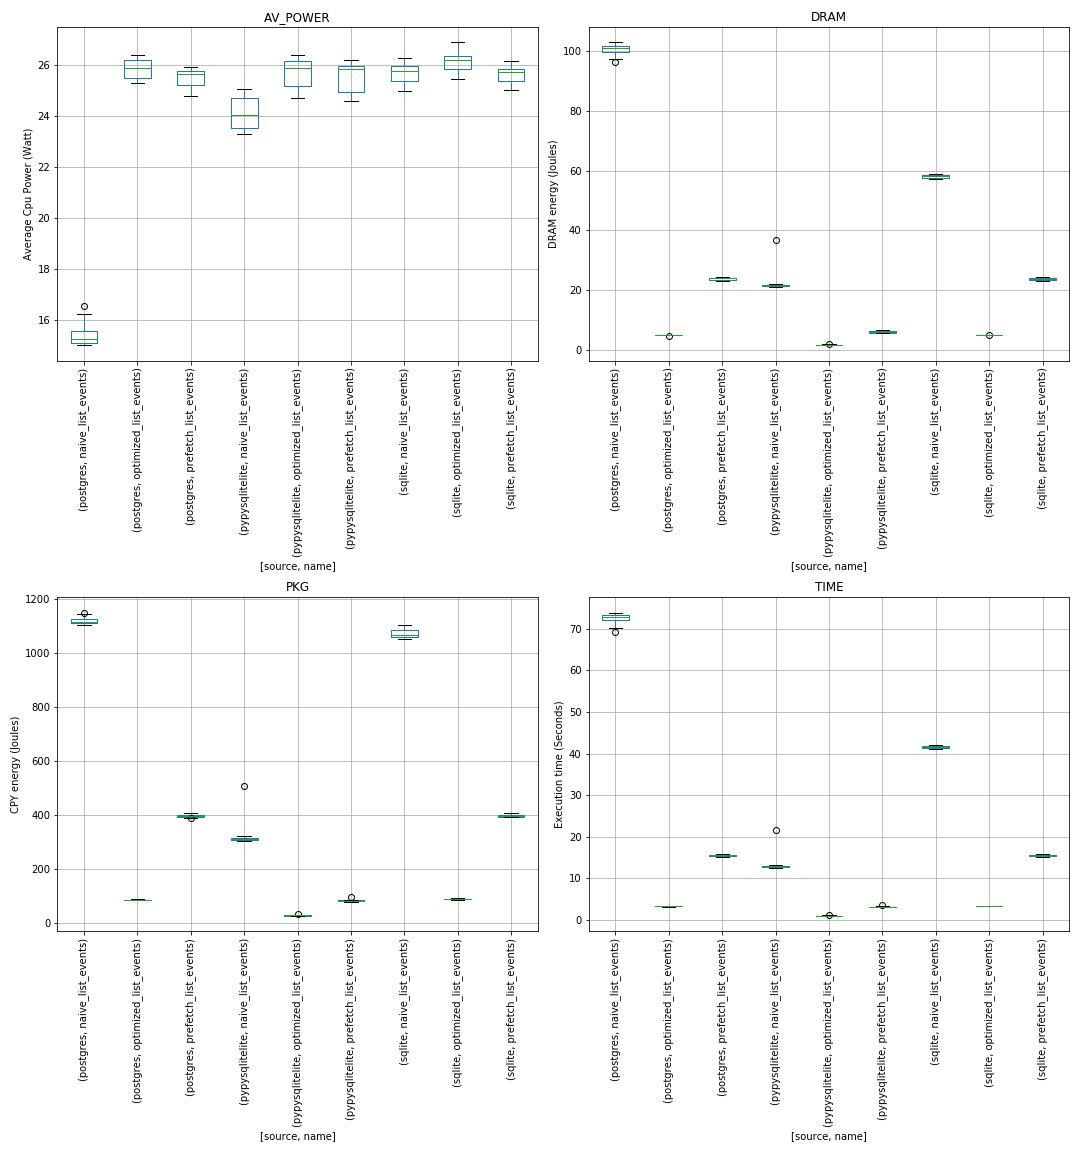 AV_POWER
Average Cpu Power (Watt)
26
24
22
20
18
16
(postgres, naive_list_events)
(postgres, optimized_list_events)
(postgres, prefetch_list_events)
(pypysqlitelite, naive_list_events)
(pypysqlitelite, optimized_list_events)
(pypysqlitelite, prefetch_list_events)
(sqlite, naive_list_events)
(sqlite, optimized_list_events)
(sqlite, prefetch_list_events)
[source, name]
DRAM
DRAM energy (Joules)
100
80
60
40
20
0
(postgres, naive_list_events)
(postgres, optimized_list_events)
(postgres, prefetch_list_events)
(pypysqlitelite, naive_list_events)
(pypysqlitelite, optimized_list_events)
(pypysqlitelite, prefetch_list_events)
(sqlite, naive_list_events)
(sqlite, optimized_list_events)
(sqlite, prefetch_list_events)
[source, name]
PKG
CPY energy (Joules)
1200
1000
800
600
400
200
0
(postgres, naive_list_events)
(postgres, optimized_list_events)
(postgres, prefetch_list_events)
(pypysqlitelite, naive_list_events)
(pypysqlitelite, optimized_list_events)
(pypysqlitelite, prefetch_list_events)
(sqlite, naive_list_events)
(sqlite, optimized_list_events)
(sqlite, prefetch_list_events)
[source, name]
TIME
Execution time (Seconds)
70
60
50
40
30
20
10
0
(postgres, naive_list_events)
(postgres, optimized_list_events)
(postgres, prefetch_list_events)
(pypysqlitelite, naive_list_events)
(pypysqlitelite, optimized_list_events)
(pypysqlitelite, prefetch_list_events)
(sqlite, naive_list_events)
(sqlite, optimized_list_events)
(sqlite, prefetch_list_events)
[source, name]